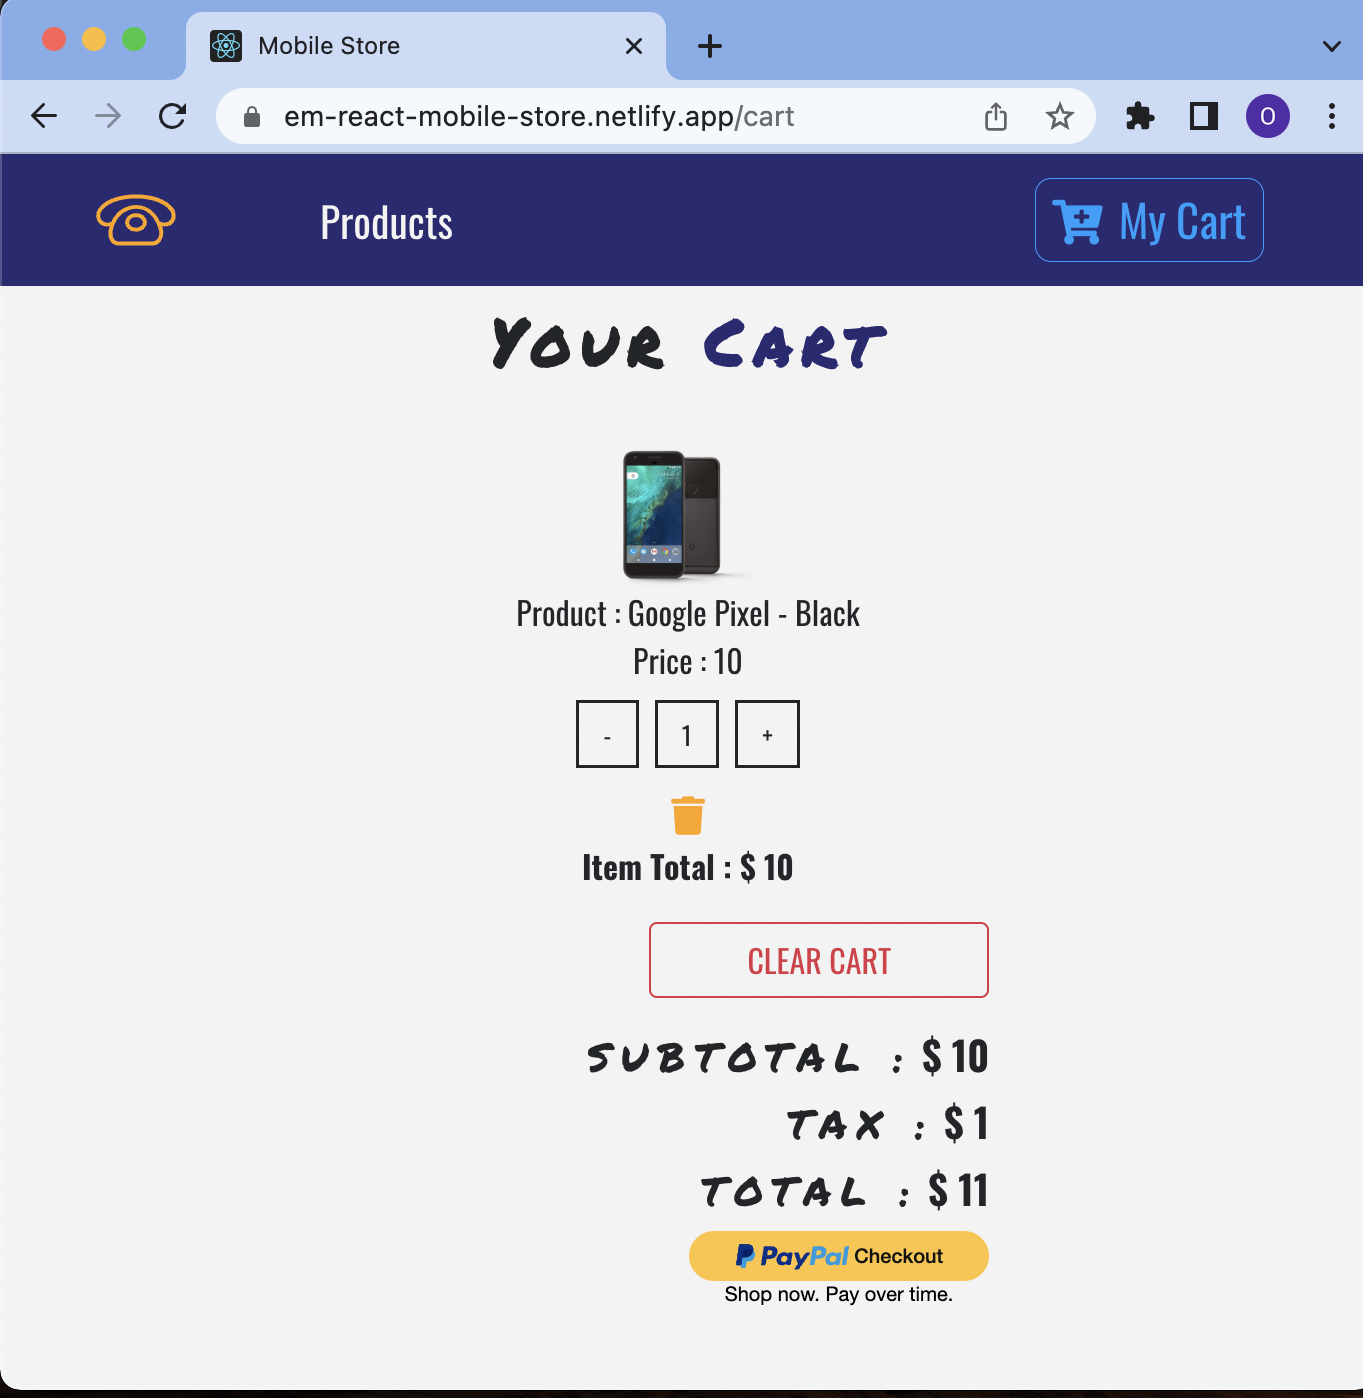 Mobile Store
em-react-mobile-store.netlify.app/cart
O
Products
My Cart
Your Cart
Product : Google Pixel - Black
Price : 10
- 1 +
Item Total : $ 10
CLEAR CART
SUBTOTAL : $ 10
TAX : $ 1
TOTAL : $ 11
PayPal Checkout
Shop now. Pay over time.